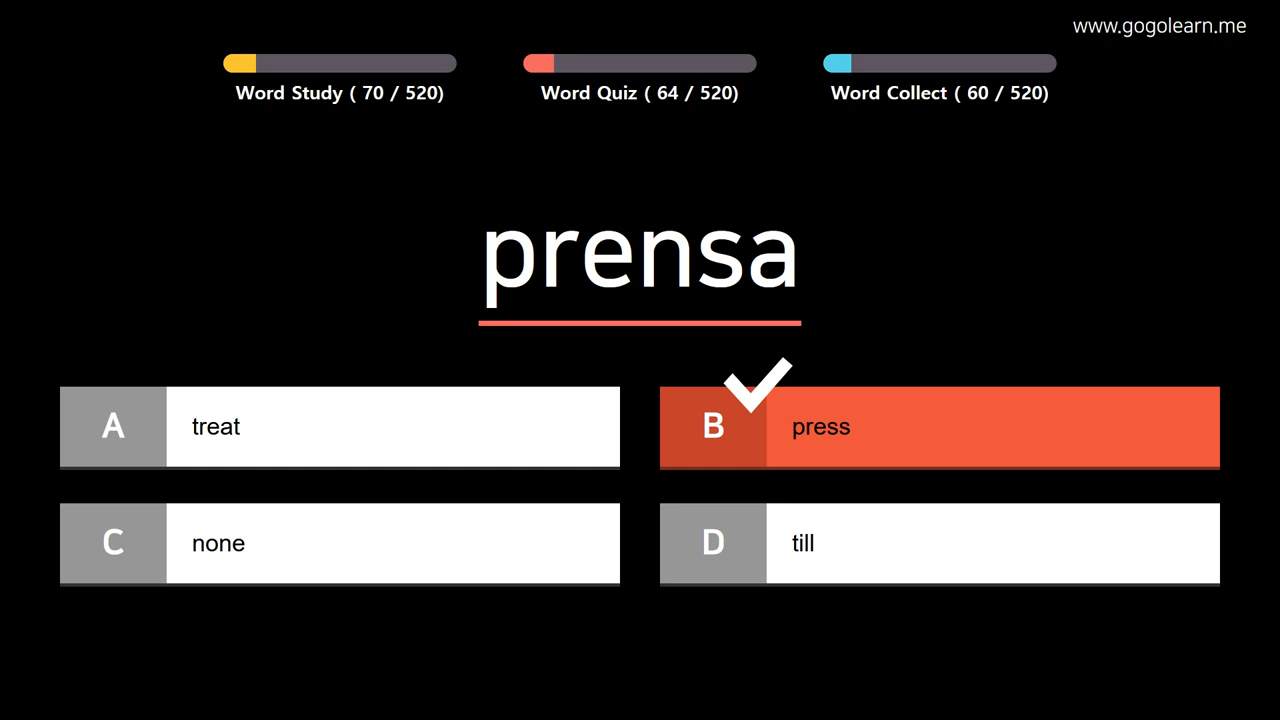 www.gogolearn.me
Word Study ( 70 / 520)
Word Quiz ( 64 / 520)
Word Collect ( 60 / 520)
prensa
A treat
B press
C none
D till